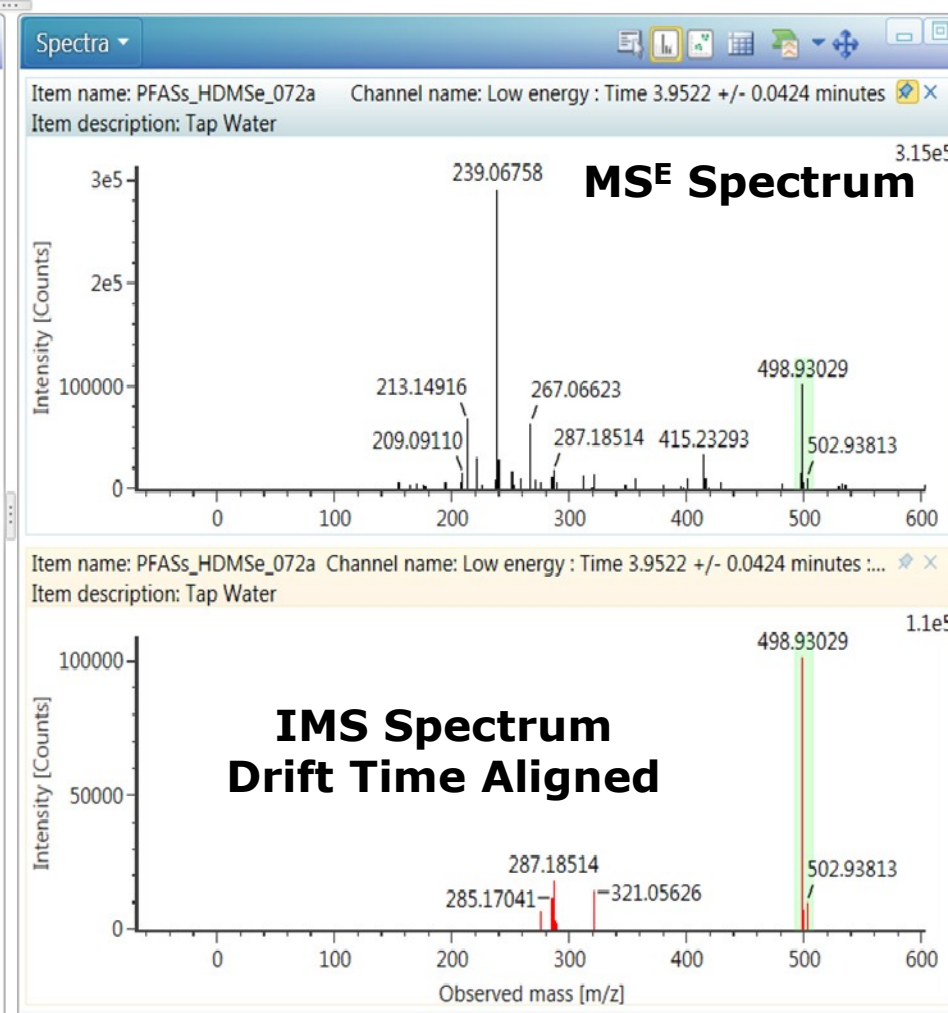 Spectra
Item name: PFASs_HDMSe_072a Channel name: Low energy : Time 3.9522 +/- 0.0424 minutes
Item description: Tap Water
3.15e5
MSᴱ Spectrum
239.06758
3e5
2e5
100000
0
Intensity [Counts]
213.14916
267.06623
209.09110
287.18514
415.23293
498.93029
502.93813
0 100 200 300 400 500 600
Item name: PFASs_HDMSe_072a Channel name: Low energy : Time 3.9522 +/- 0.0424 minutes :...
Item description: Tap Water
1.1e5
498.93029
100000
50000
0
Intensity [Counts]
IMS Spectrum
Drift Time Aligned
287.18514
285.17041
321.05626
502.93813
0 100 200 300 400 500 600
Observed mass [m/z]